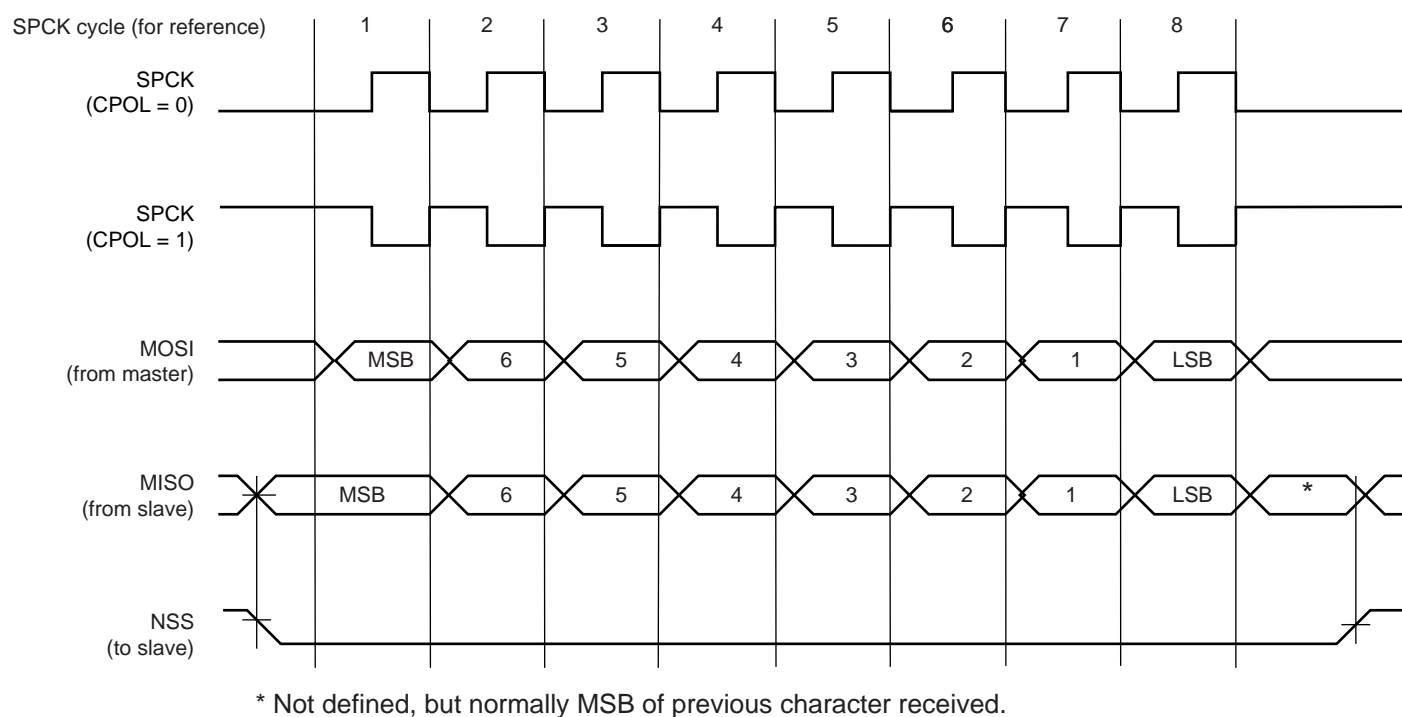 SPCK cycle (for reference) 1 2 3 4 5 6 7 8
SPCK
(CPOL = 0)
SPCK
(CPOL = 1)
MOSI
(from master)
MSB 6 5 4 3 2 1 LSB
MISO
(from slave)
MSB 6 5 4 3 2 1 LSB *
NSS
(to slave)
* Not defined, but normally MSB of previous character received.